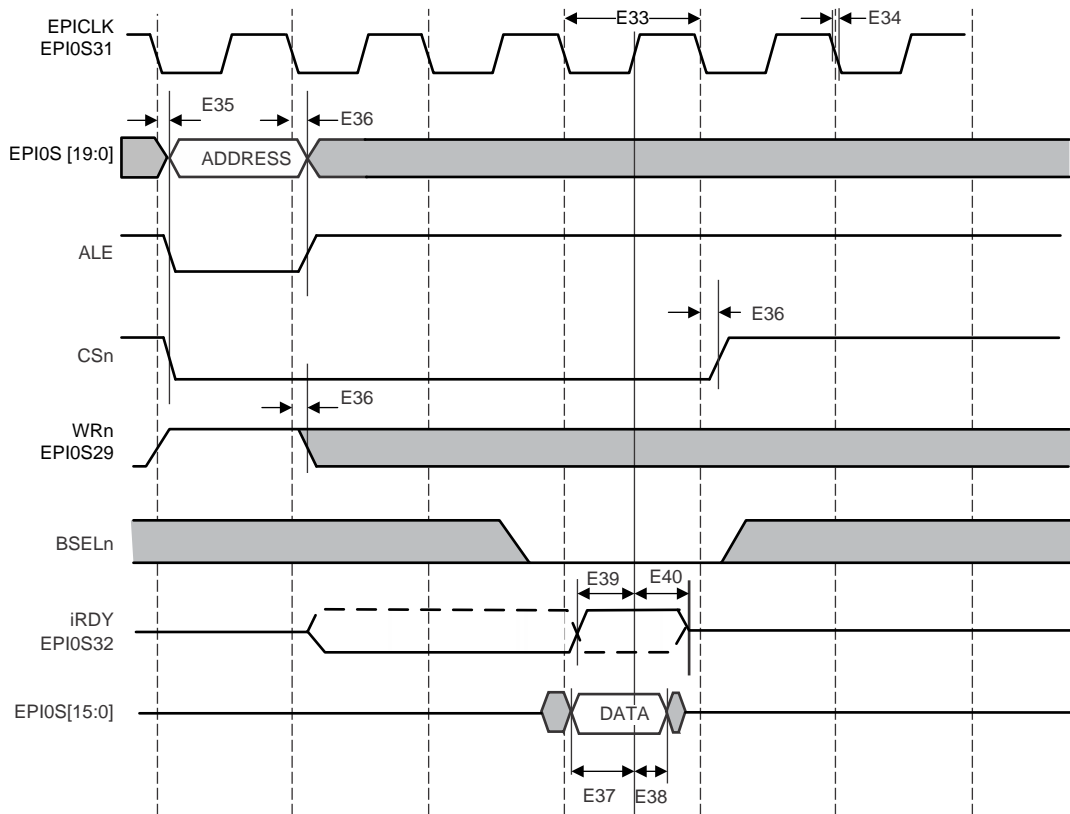 EPICLK
EPI0S31
E33
E34
E35
E36
EPI0S [19:0]
ADDRESS
ALE
E36
CSn
E36
WRn
EPI0S29
BSELn
E39
E40
iRDY
EPI0S32
EPI0S[15:0]
DATA
E37
E38